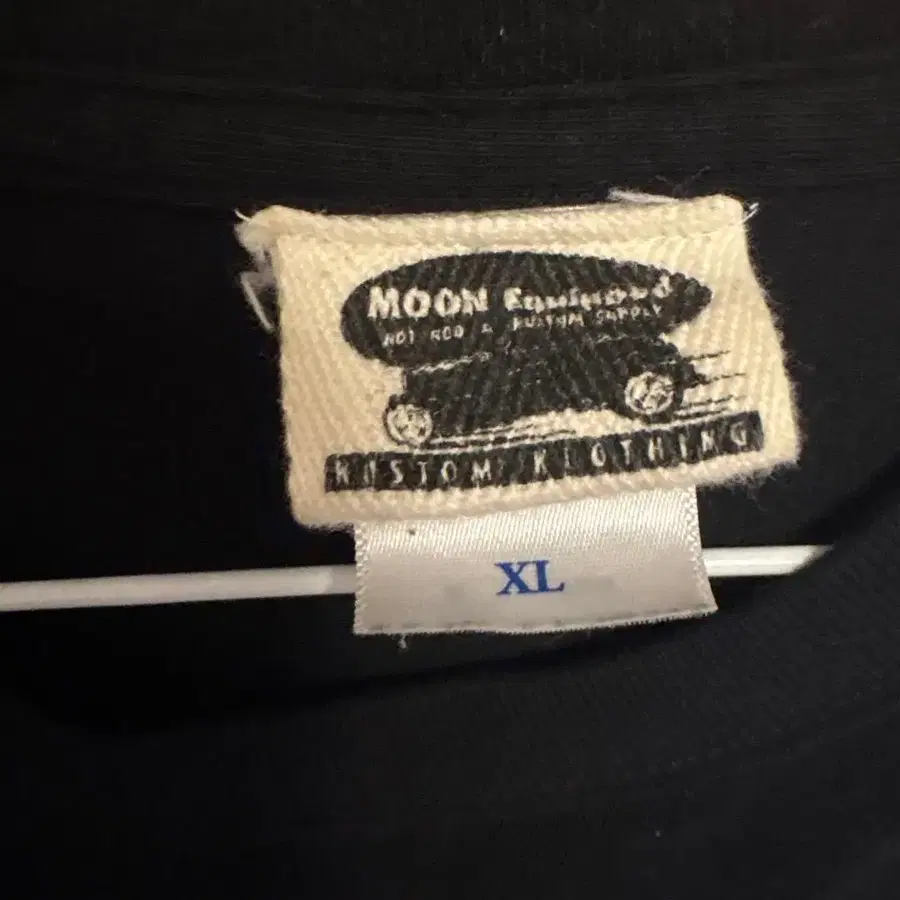 MOON Equipped
HOT ROD & KUSTOM SUPPLY
KUSTOM KLOTHING
XL